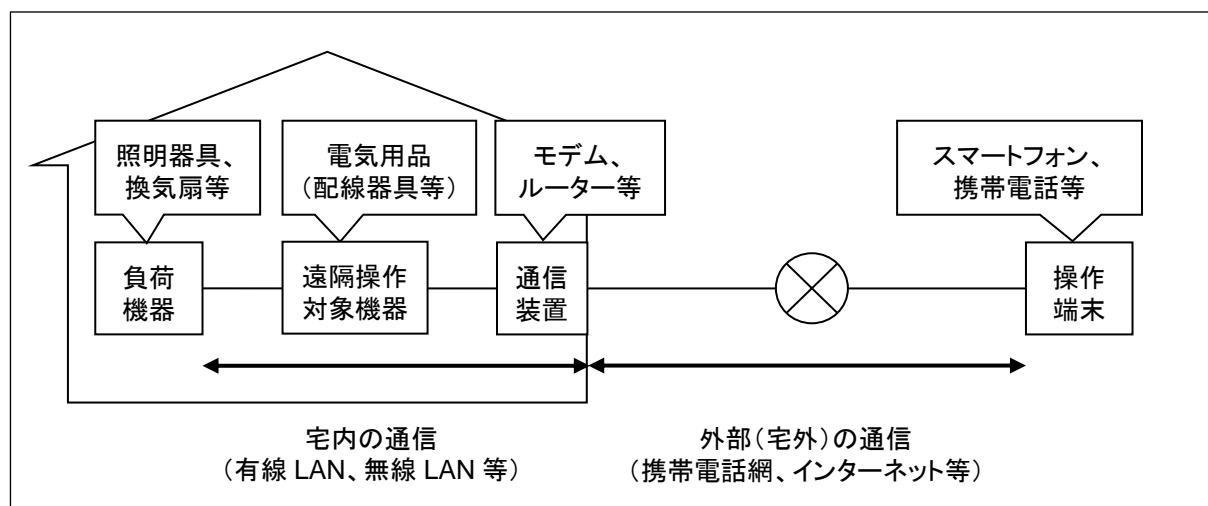 照明器具、
換気扇等
電気用品
（配線器具等）
モデム、
ルーター等
スマートフォン、
携帯電話等
負荷
機器
遠隔操作
対象機器
通信
装置
操作
端末
宅内の通信
（有線 LAN、無線 LAN 等）
外部（宅外）の通信
（携帯電話網、インターネット等）